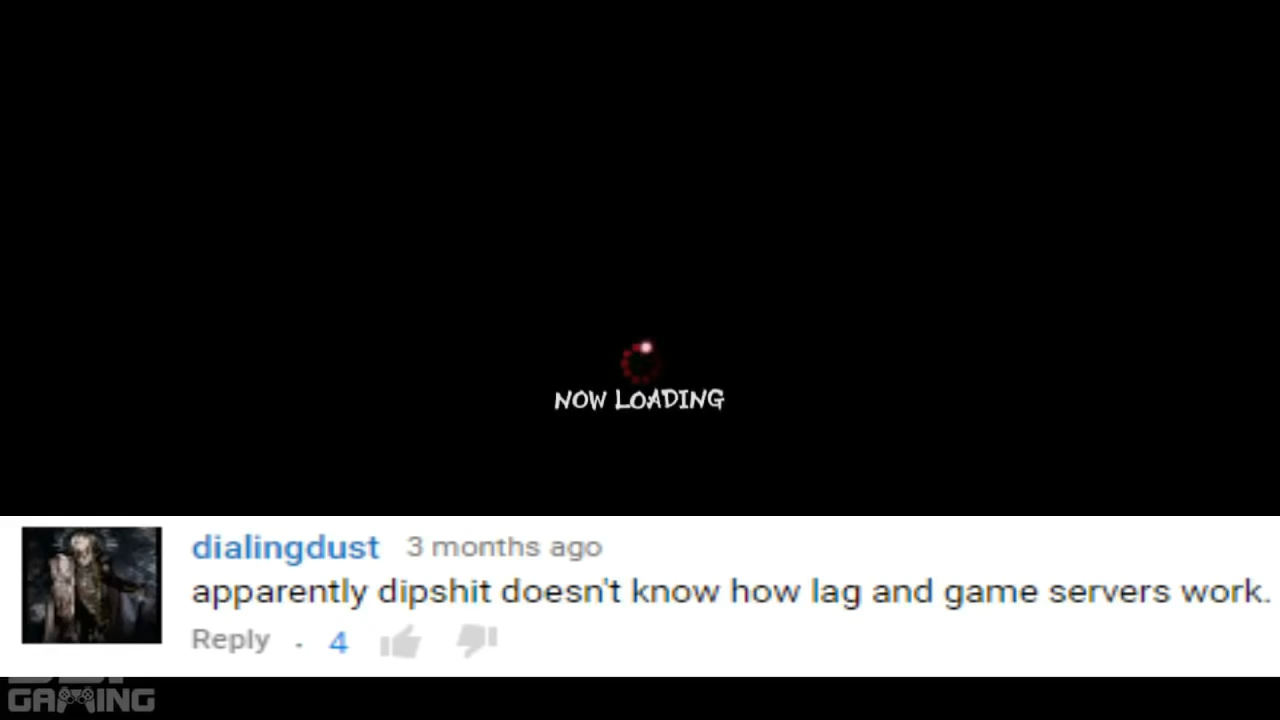 NOW LOADING
dialingdust 3 months ago
apparently dipshit doesn't know how lag and game servers work.
Reply . 4
GAMING